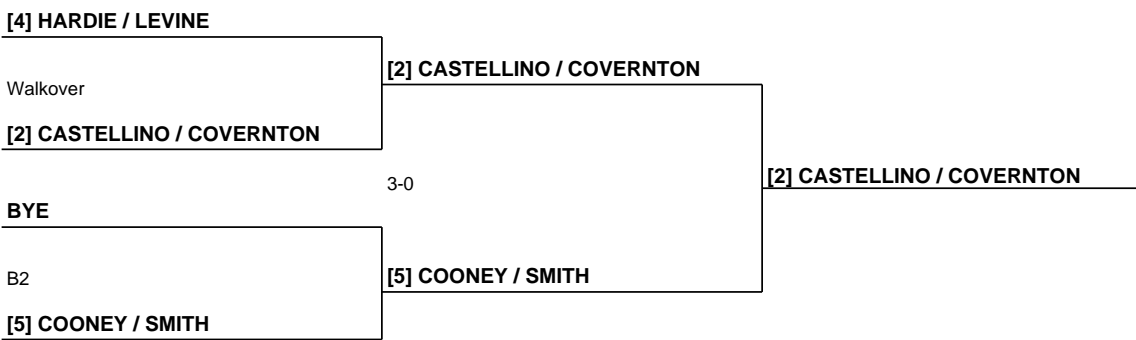 [4] HARDIE / LEVINE
[2] CASTELLINO / COVERNTON
Walkover
[2] CASTELLINO / COVERNTON
[2] CASTELLINO / COVERNTON
3-0
BYE
[5] COONEY / SMITH
B2
[5] COONEY / SMITH